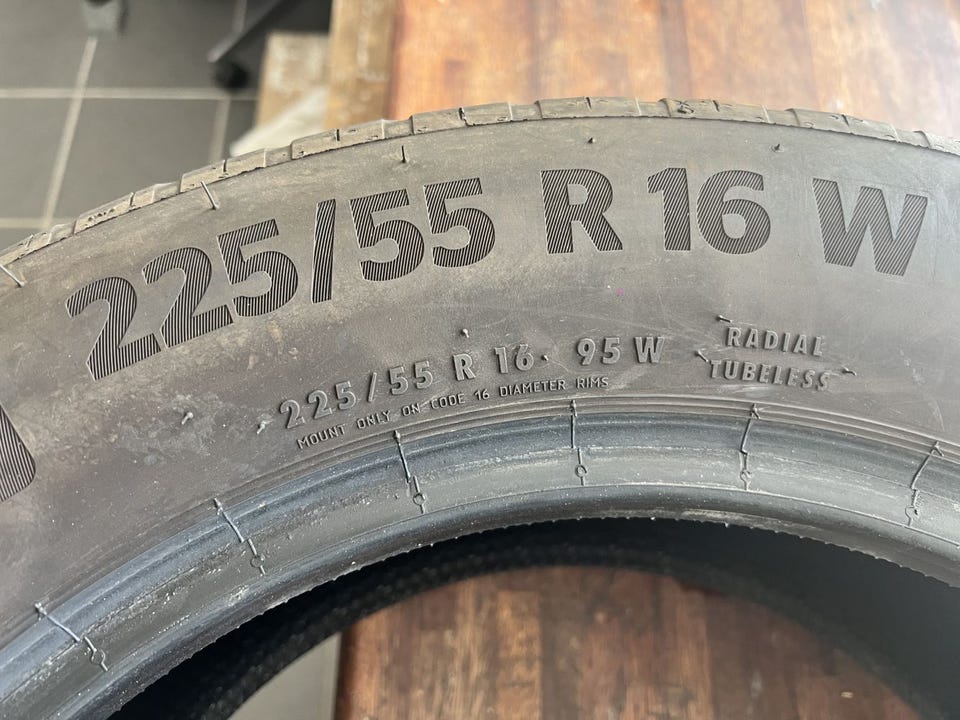 225/55 R 16 W
225/55 R 16 95 W
MOUNT ONLY ON CODE 16 DIAMETER RIMS
RADIAL
TUBELESS